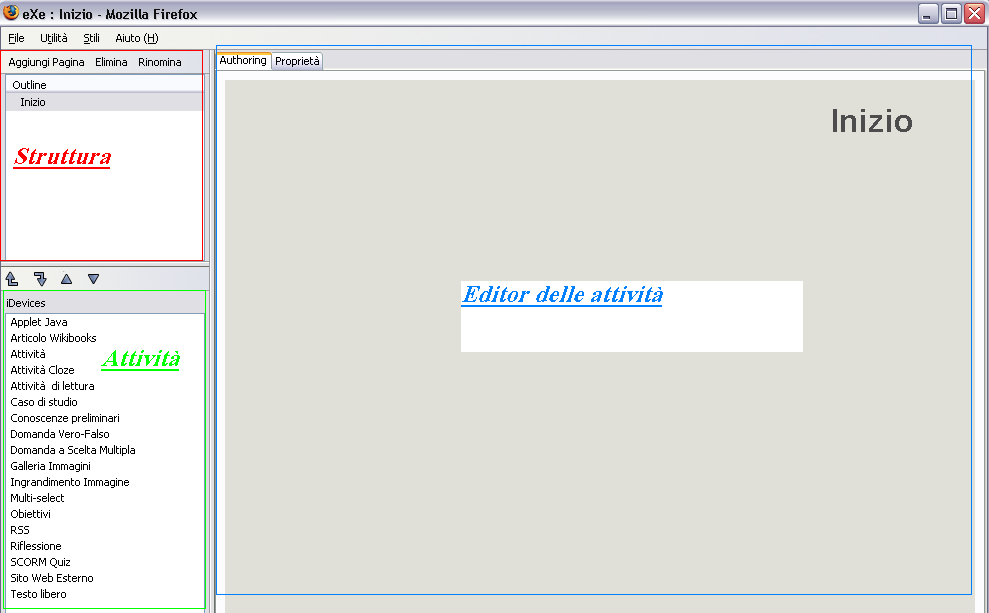 eXe : Inizio - Mozilla Firefox
File Utilità Stili Aiuto (H)
Aggiungi Pagina Elimina Rinomina
Outline
Inizio
Struttura
iDevices
Applet Java
Articolo Wikibooks
Attività
Attività Cloze
Attività di lettura
Caso di studio
Conoscenze preliminari
Domanda Vero-Falso
Domanda a Scelta Multipla
Galleria Immagini
Ingrandimento Immagine
Multi-select
Obiettivi
RSS
Riflessione
SCORM Quiz
Sito Web Esterno
Testo libero
Attività
Authoring Proprietà
Inizio
Editor delle attività